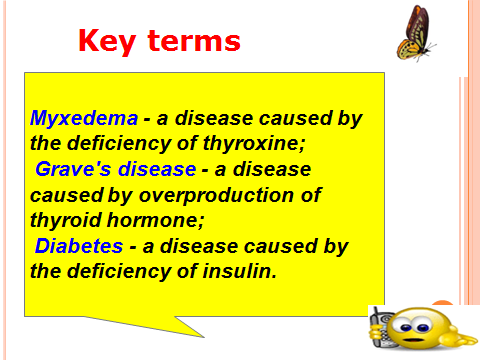 Key terms
Myxedema - a disease caused by
the deficiency of thyroxine;
Grave's disease - a disease
caused by overproduction of
thyroid hormone;
Diabetes - a disease caused by
the deficiency of insulin.